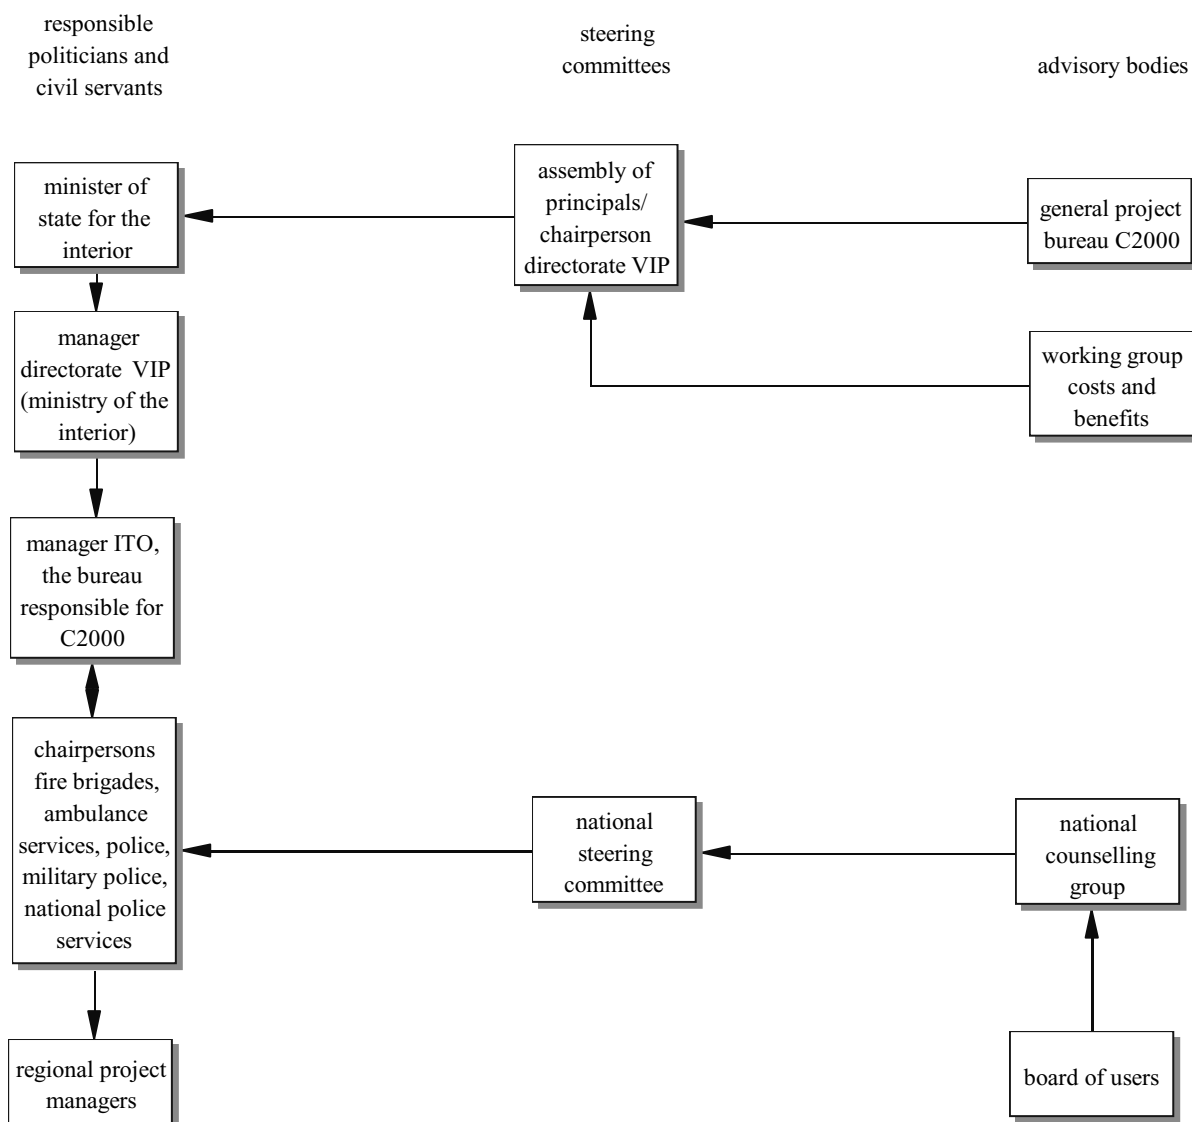 responsible
politicians and
civil servants
steering
committees
advisory bodies
minister of
state for the
interior
assembly of
principals/
chairperson
directorate VIP
general project
bureau C2000
manager
directorate VIP
(ministry of the
interior)
working group
costs and
benefits
manager ITO,
the bureau
responsible for
C2000
chairpersons
fire brigades,
ambulance
services, police,
military police,
national police
services
national
steering
committee
national
counselling
group
regional project
managers
board of users